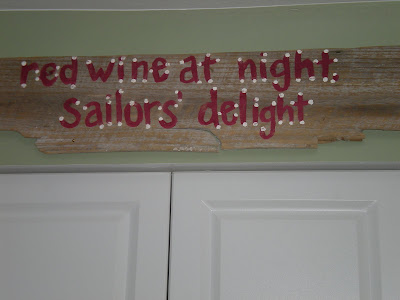 red wine at night,
sailors' delight